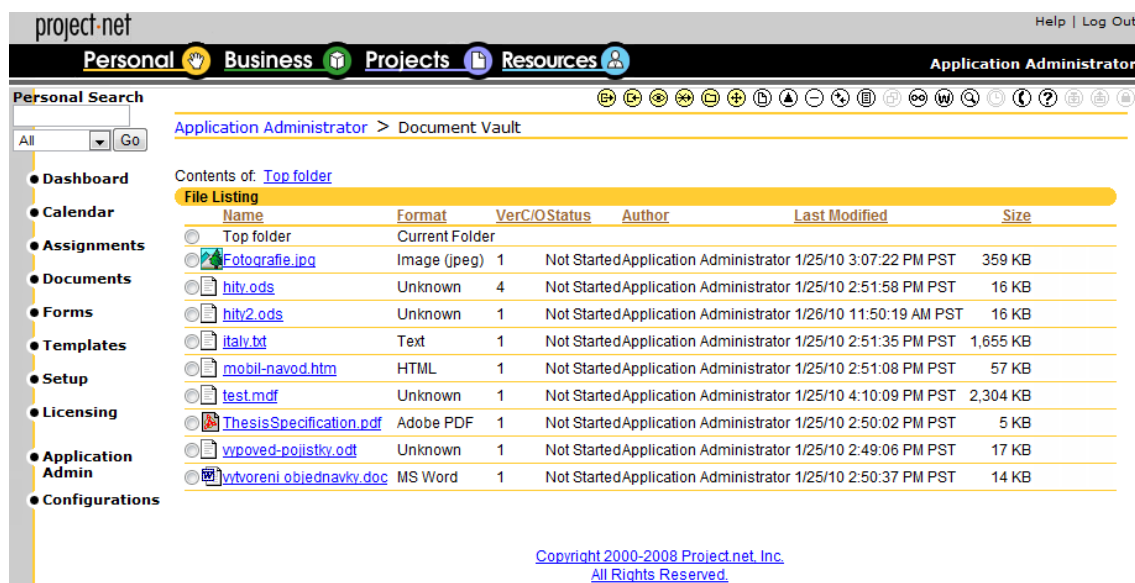 project·net
Help | Log Out
Personal Business Projects Resources
Application Administrator
Personal Search
All Go
Application Administrator > Document Vault
Dashboard
Calendar
Assignments
Documents
Forms
Templates
Setup
Licensing
Application
Admin
Configurations
Contents of: Top folder
File Listing
Name Format Ver C/O Status Author Last Modified Size
Top folder Current Folder
Fotografie.jpg Image (jpeg) 1 Not Started Application Administrator 1/25/10 3:07:22 PM PST 359 KB
hity.ods Unknown 4 Not Started Application Administrator 1/25/10 2:51:58 PM PST 16 KB
hity2.ods Unknown 1 Not Started Application Administrator 1/26/10 11:50:19 AM PST 16 KB
italy.txt Text 1 Not Started Application Administrator 1/25/10 2:51:35 PM PST 1,655 KB
mobil-navod.htm HTML 1 Not Started Application Administrator 1/25/10 2:51:08 PM PST 57 KB
test.mdf Unknown 1 Not Started Application Administrator 1/25/10 4:10:09 PM PST 2,304 KB
ThesisSpecification.pdf Adobe PDF 1 Not Started Application Administrator 1/25/10 2:50:02 PM PST 5 KB
vypoved-pojistky.odt Unknown 1 Not Started Application Administrator 1/25/10 2:49:06 PM PST 17 KB
vytvoreni objednavky.doc MS Word 1 Not Started Application Administrator 1/25/10 2:50:37 PM PST 14 KB
Copyright 2000-2008 Project.net, Inc.
All Rights Reserved.